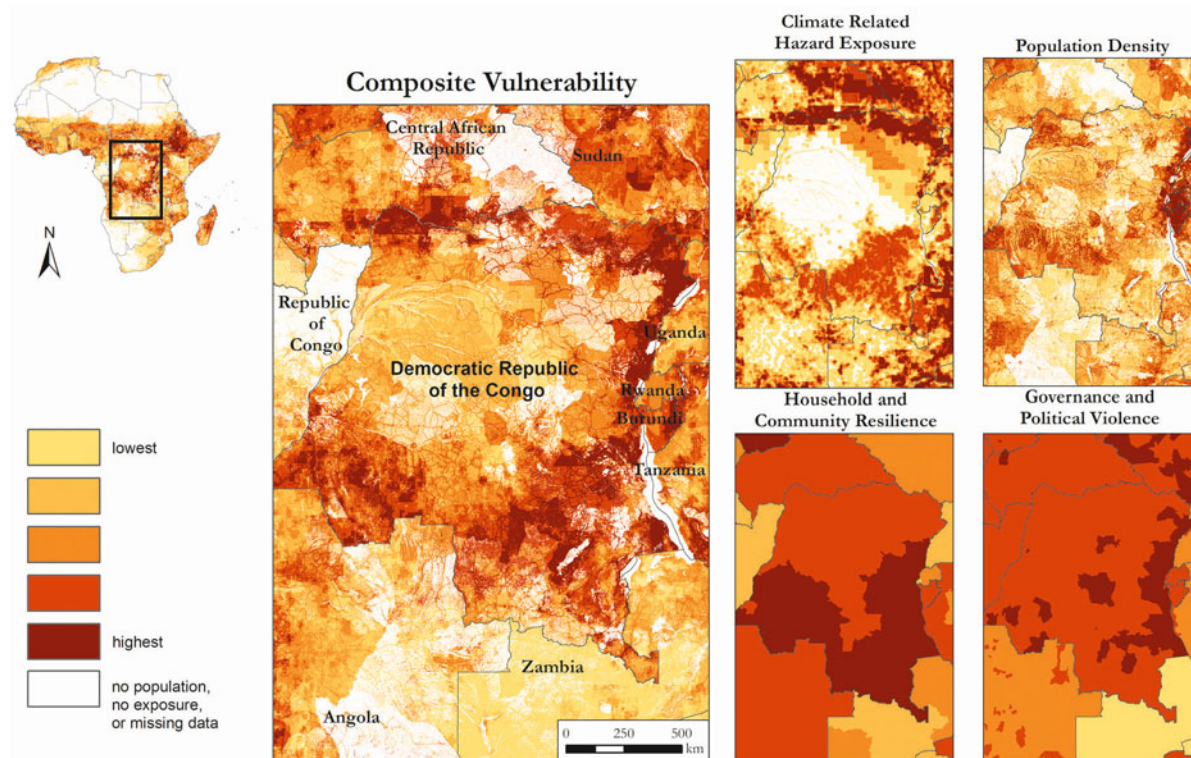 Climate Related
Hazard Exposure
Population Density
Composite Vulnerability
Central African
Republic
Sudan
N
Republic
of
Congo
Uganda
Democratic Republic
of the Congo
Rwanda
Burundi
Household and
Community Resilience
Governance and
Political Violence
lowest
Tanzania
highest
no population,
no exposure,
or missing data
Zambia
Angola
0 250 500
km